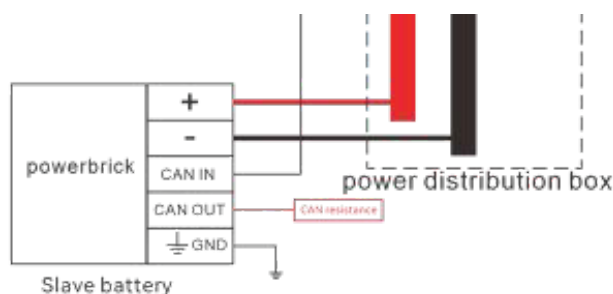 +
-
powerbrick
CAN IN
power distribution box
CAN OUT
CAN resistance
GND
Slave battery